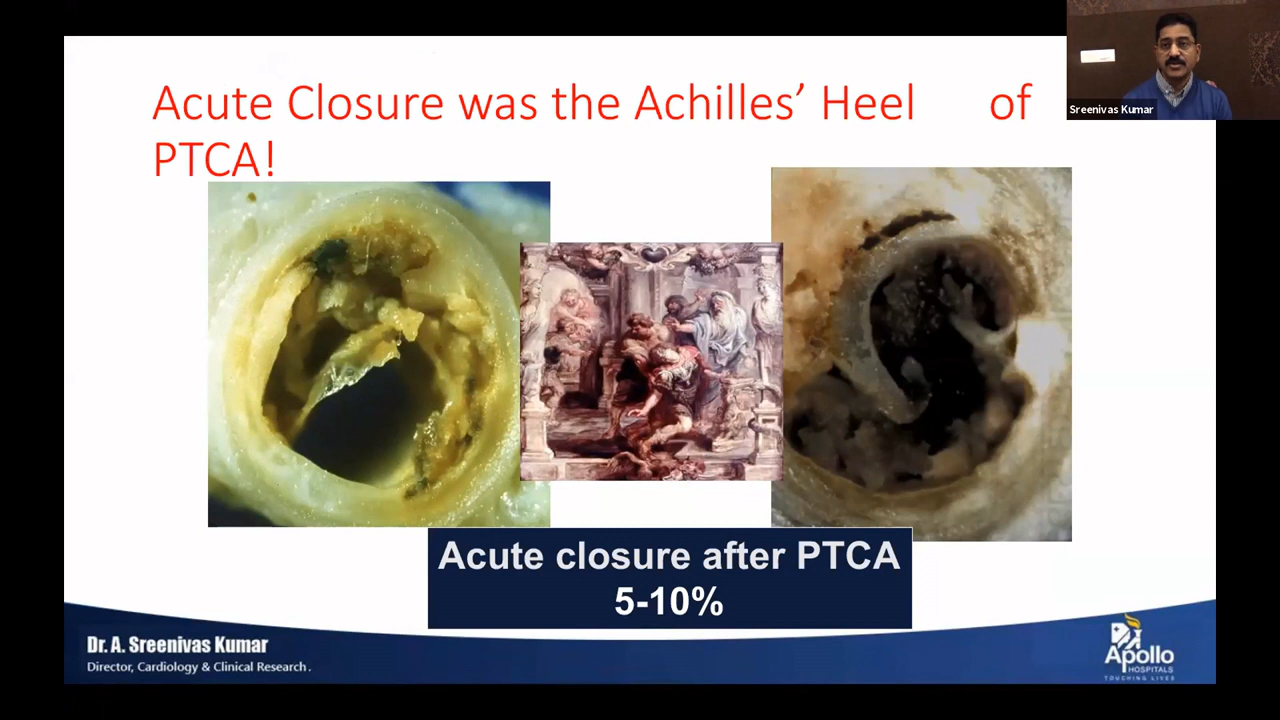 Sreenivas Kumar
Acute Closure was the Achilles’ Heel of
PTCA!
Acute closure after PTCA
5-10%
Dr. A. Sreenivas Kumar
Director, Cardiology & Clinical Research.
Apollo
HOSPITALS
TOUCHING LIVES